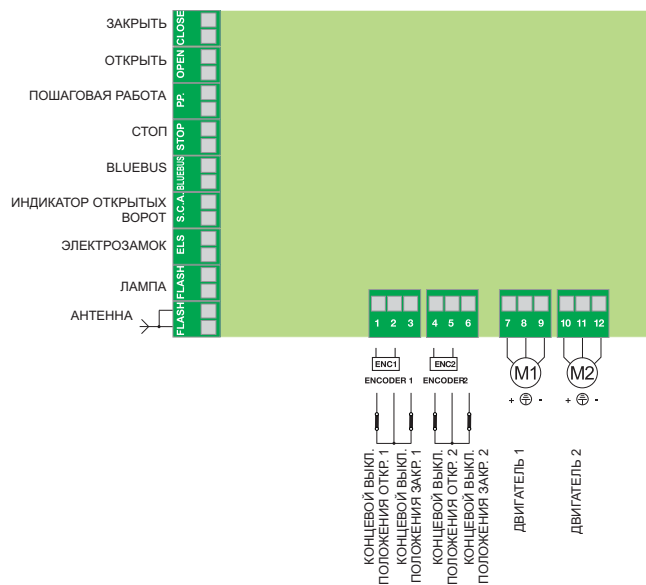 ЗАКРЫТЬ
CLOSE
ОТКРЫТЬ
OPEN
ПОШАГОВАЯ РАБОТА
PP.
СТОП
STOP
BLUEBUS
BLUEBUS
ИНДИКАТОР ОТКРЫТЫХ
ВОРОТ
S.C.A.
ЭЛЕКТРОЗАМОК
ELS
ЛАМПА
FLASH
АНТЕННА
FLASH
1 2 3
4 5 6
7 8 9
10 11 12
ENC1
ENCODER 1
ENC2
ENCODER2
M1
+ -
M2
+ -
КОНЦЕВОЙ ВЫКЛ.
ПОЛОЖЕНИЯ ОТКР. 1
КОНЦЕВОЙ ВЫКЛ.
ПОЛОЖЕНИЯ ЗАКР. 1
КОНЦЕВОЙ ВЫКЛ.
ПОЛОЖЕНИЯ ОТКР. 2
КОНЦЕВОЙ ВЫКЛ.
ПОЛОЖЕНИЯ ЗАКР. 2
ДВИГАТЕЛЬ 1
ДВИГАТЕЛЬ 2